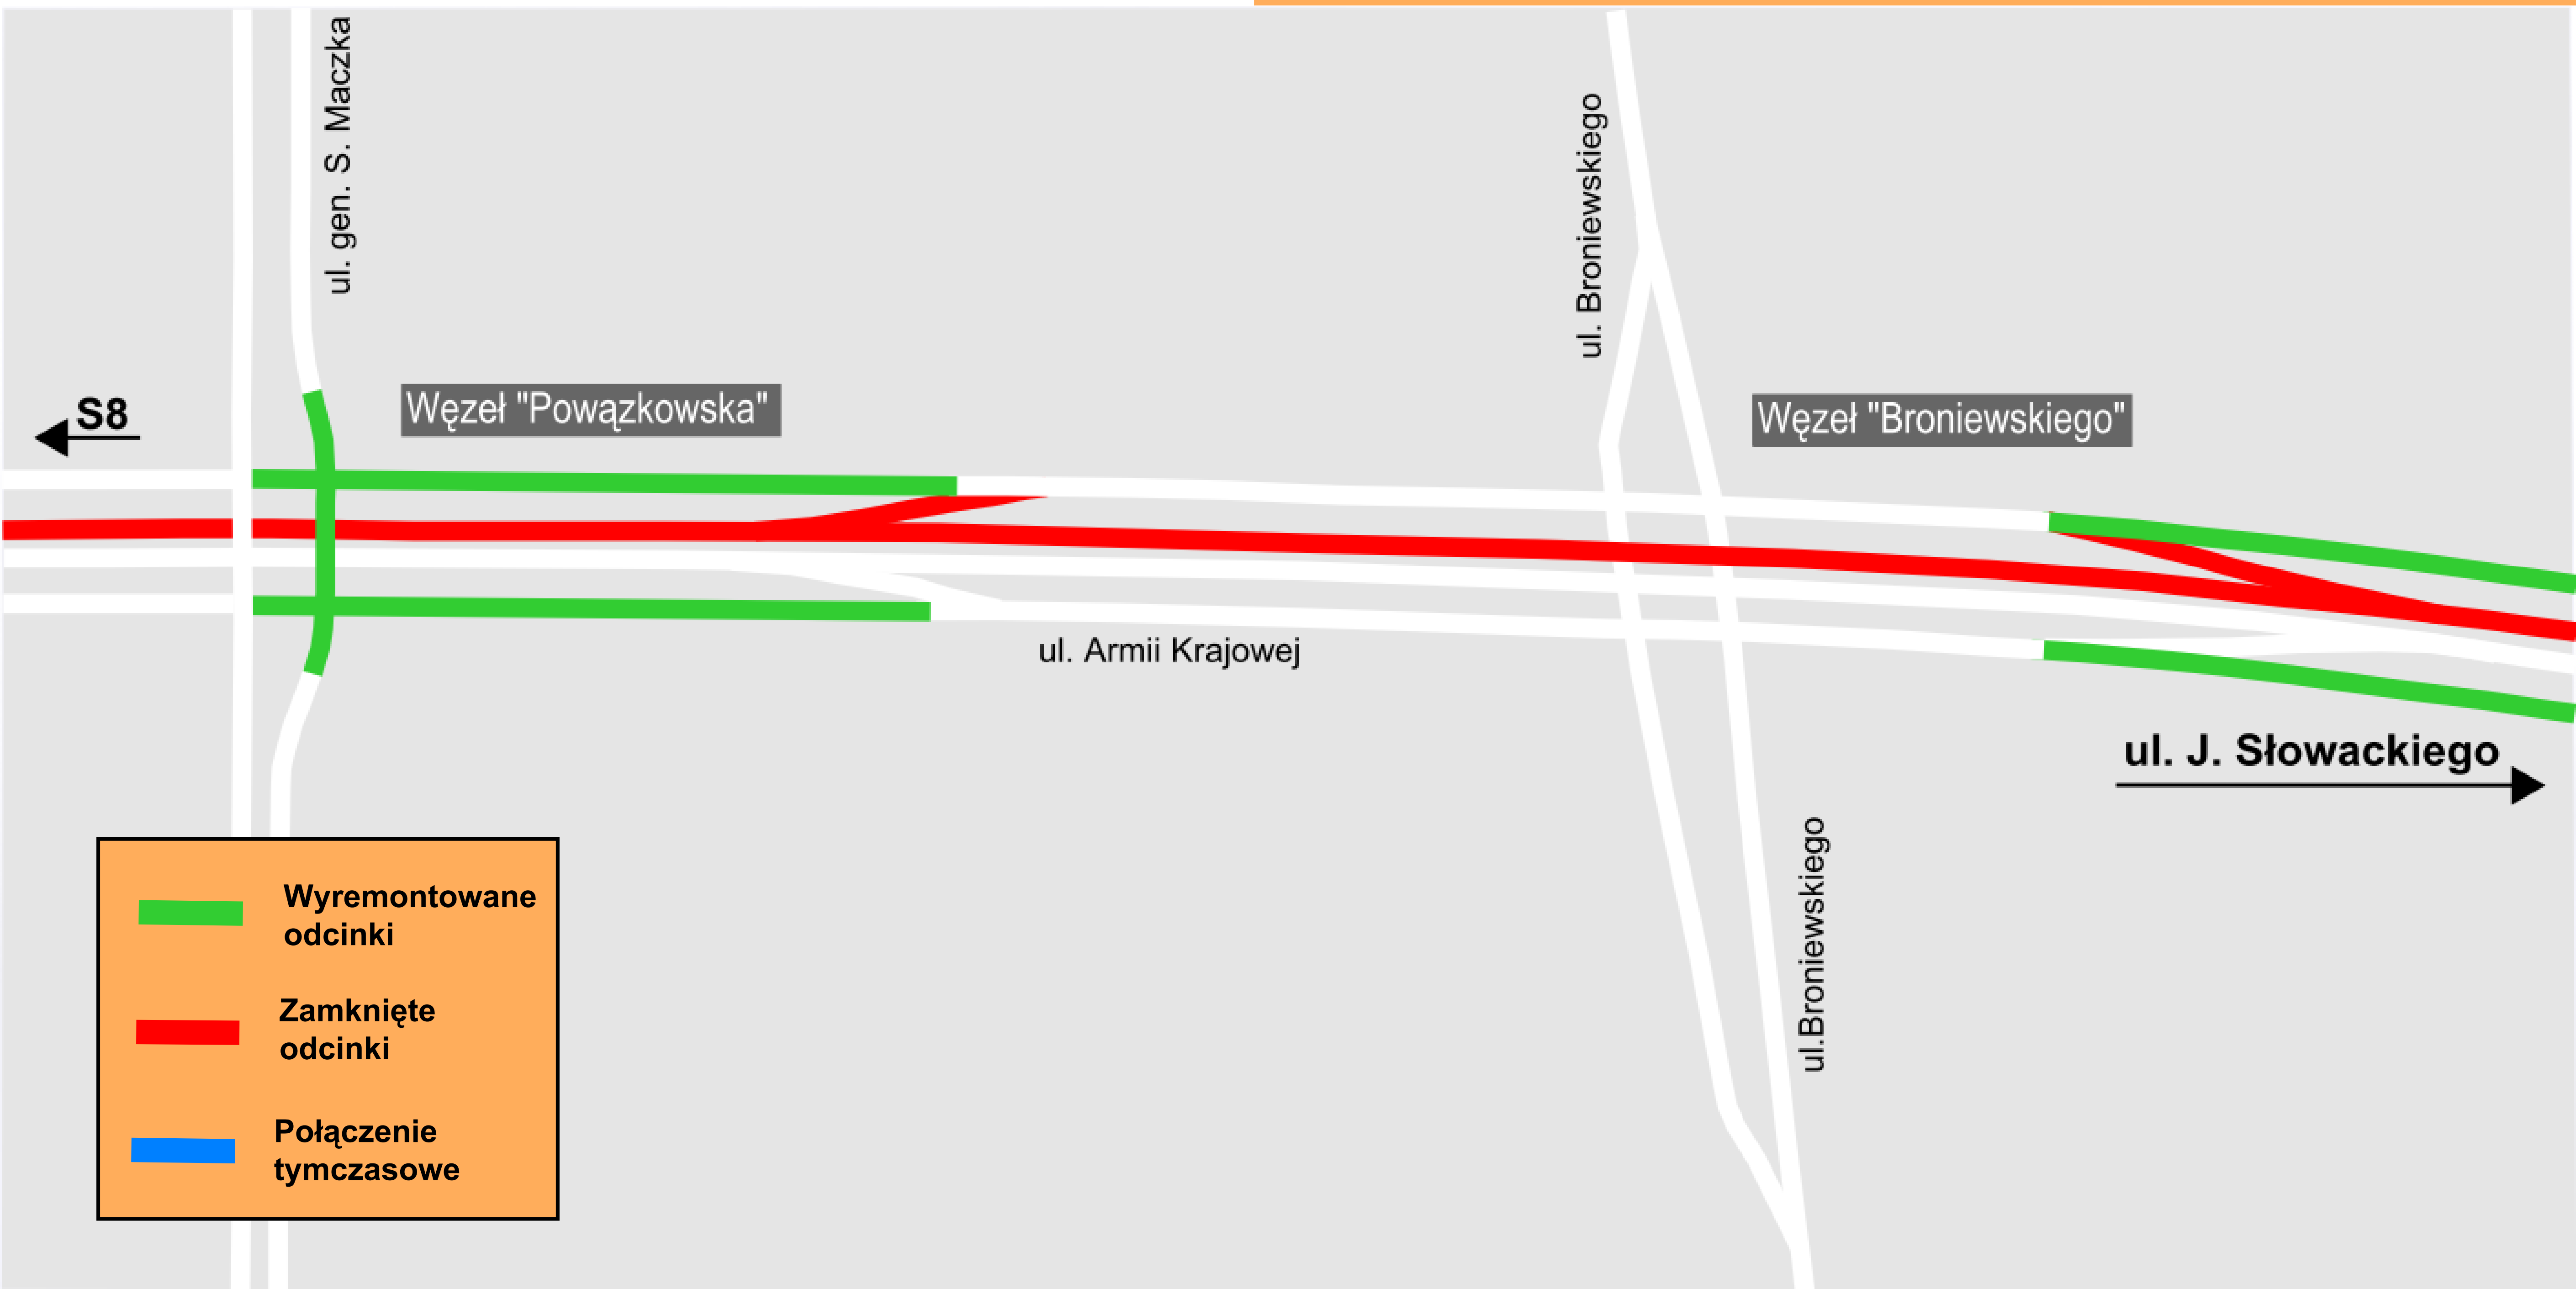 ul. gen. S. Maczka
ul. Broniewskiego
S8
Węzeł "Powązkowska"
Węzeł "Broniewskiego"
ul. Armii Krajowej
ul. J. Słowackiego
ul.Broniewskiego
Wyremontowane
odcinki
Zamknięte
odcinki
Połączenie
tymczasowe